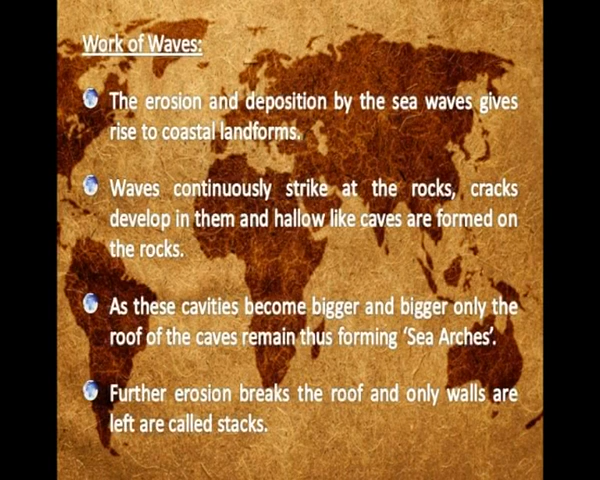 Work of Waves:
The erosion and deposition by the sea waves gives
rise to coastal landforms.
Waves continuously strike at the rocks, cracks
develop in them and hallow like caves are formed on
the rocks.
As these cavities become bigger and bigger only the
roof of the caves remain thus forming ‘Sea Arches’.
Further erosion breaks the roof and only walls are
left are called stacks.